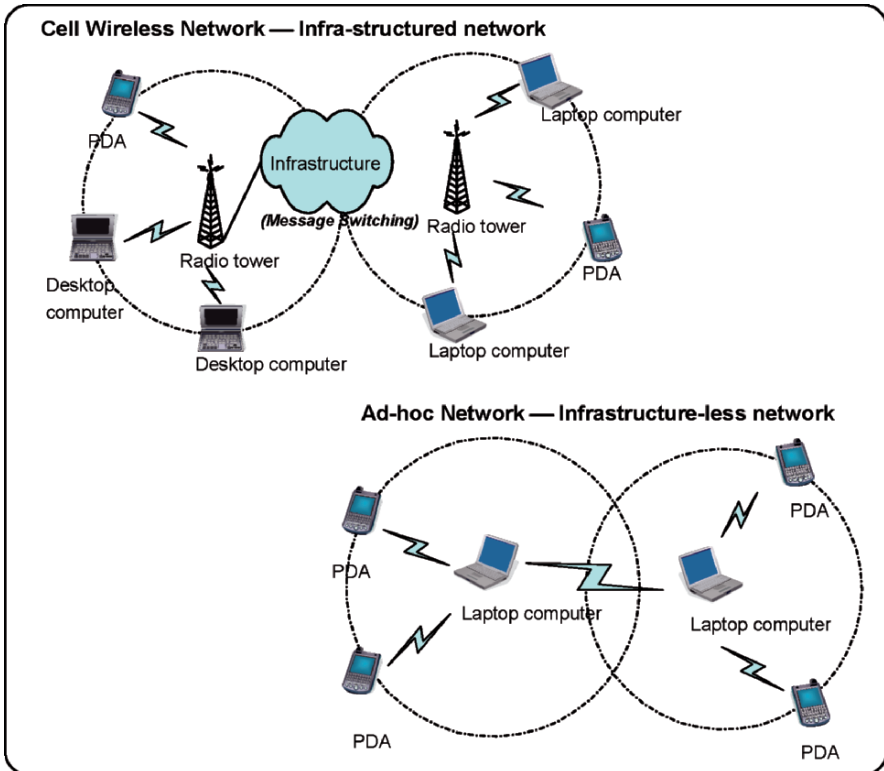 Cell Wireless Network — Infra-structured network
PDA
Infrastructure
(Message Switching)
Radio tower
Desktop
computer
Desktop computer
Laptop computer
Radio tower
PDA
Laptop computer
Ad-hoc Network — Infrastructure-less network
PDA
Laptop computer
PDA
PDA
Laptop computer
PDA